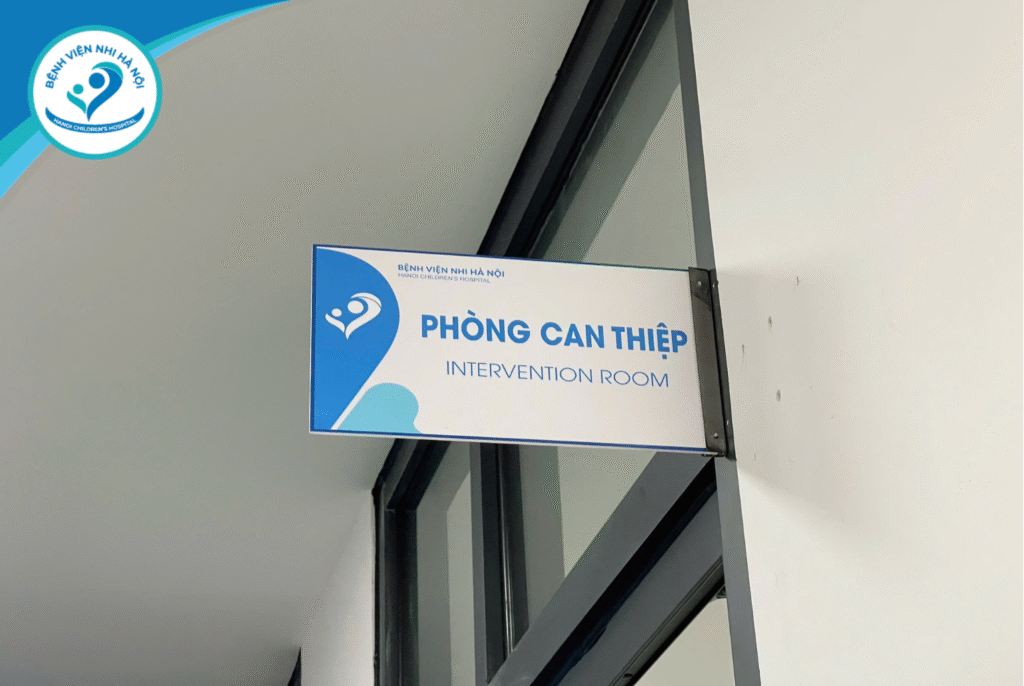 BỆNH VIỆN NHI HÀ NỘI
HANOI CHILDREN'S HOSPITAL
BỆNH VIỆN NHI HÀ NỘI
HANOI CHILDREN'S HOSPITAL
PHÒNG CAN THIỆP
INTERVENTION ROOM